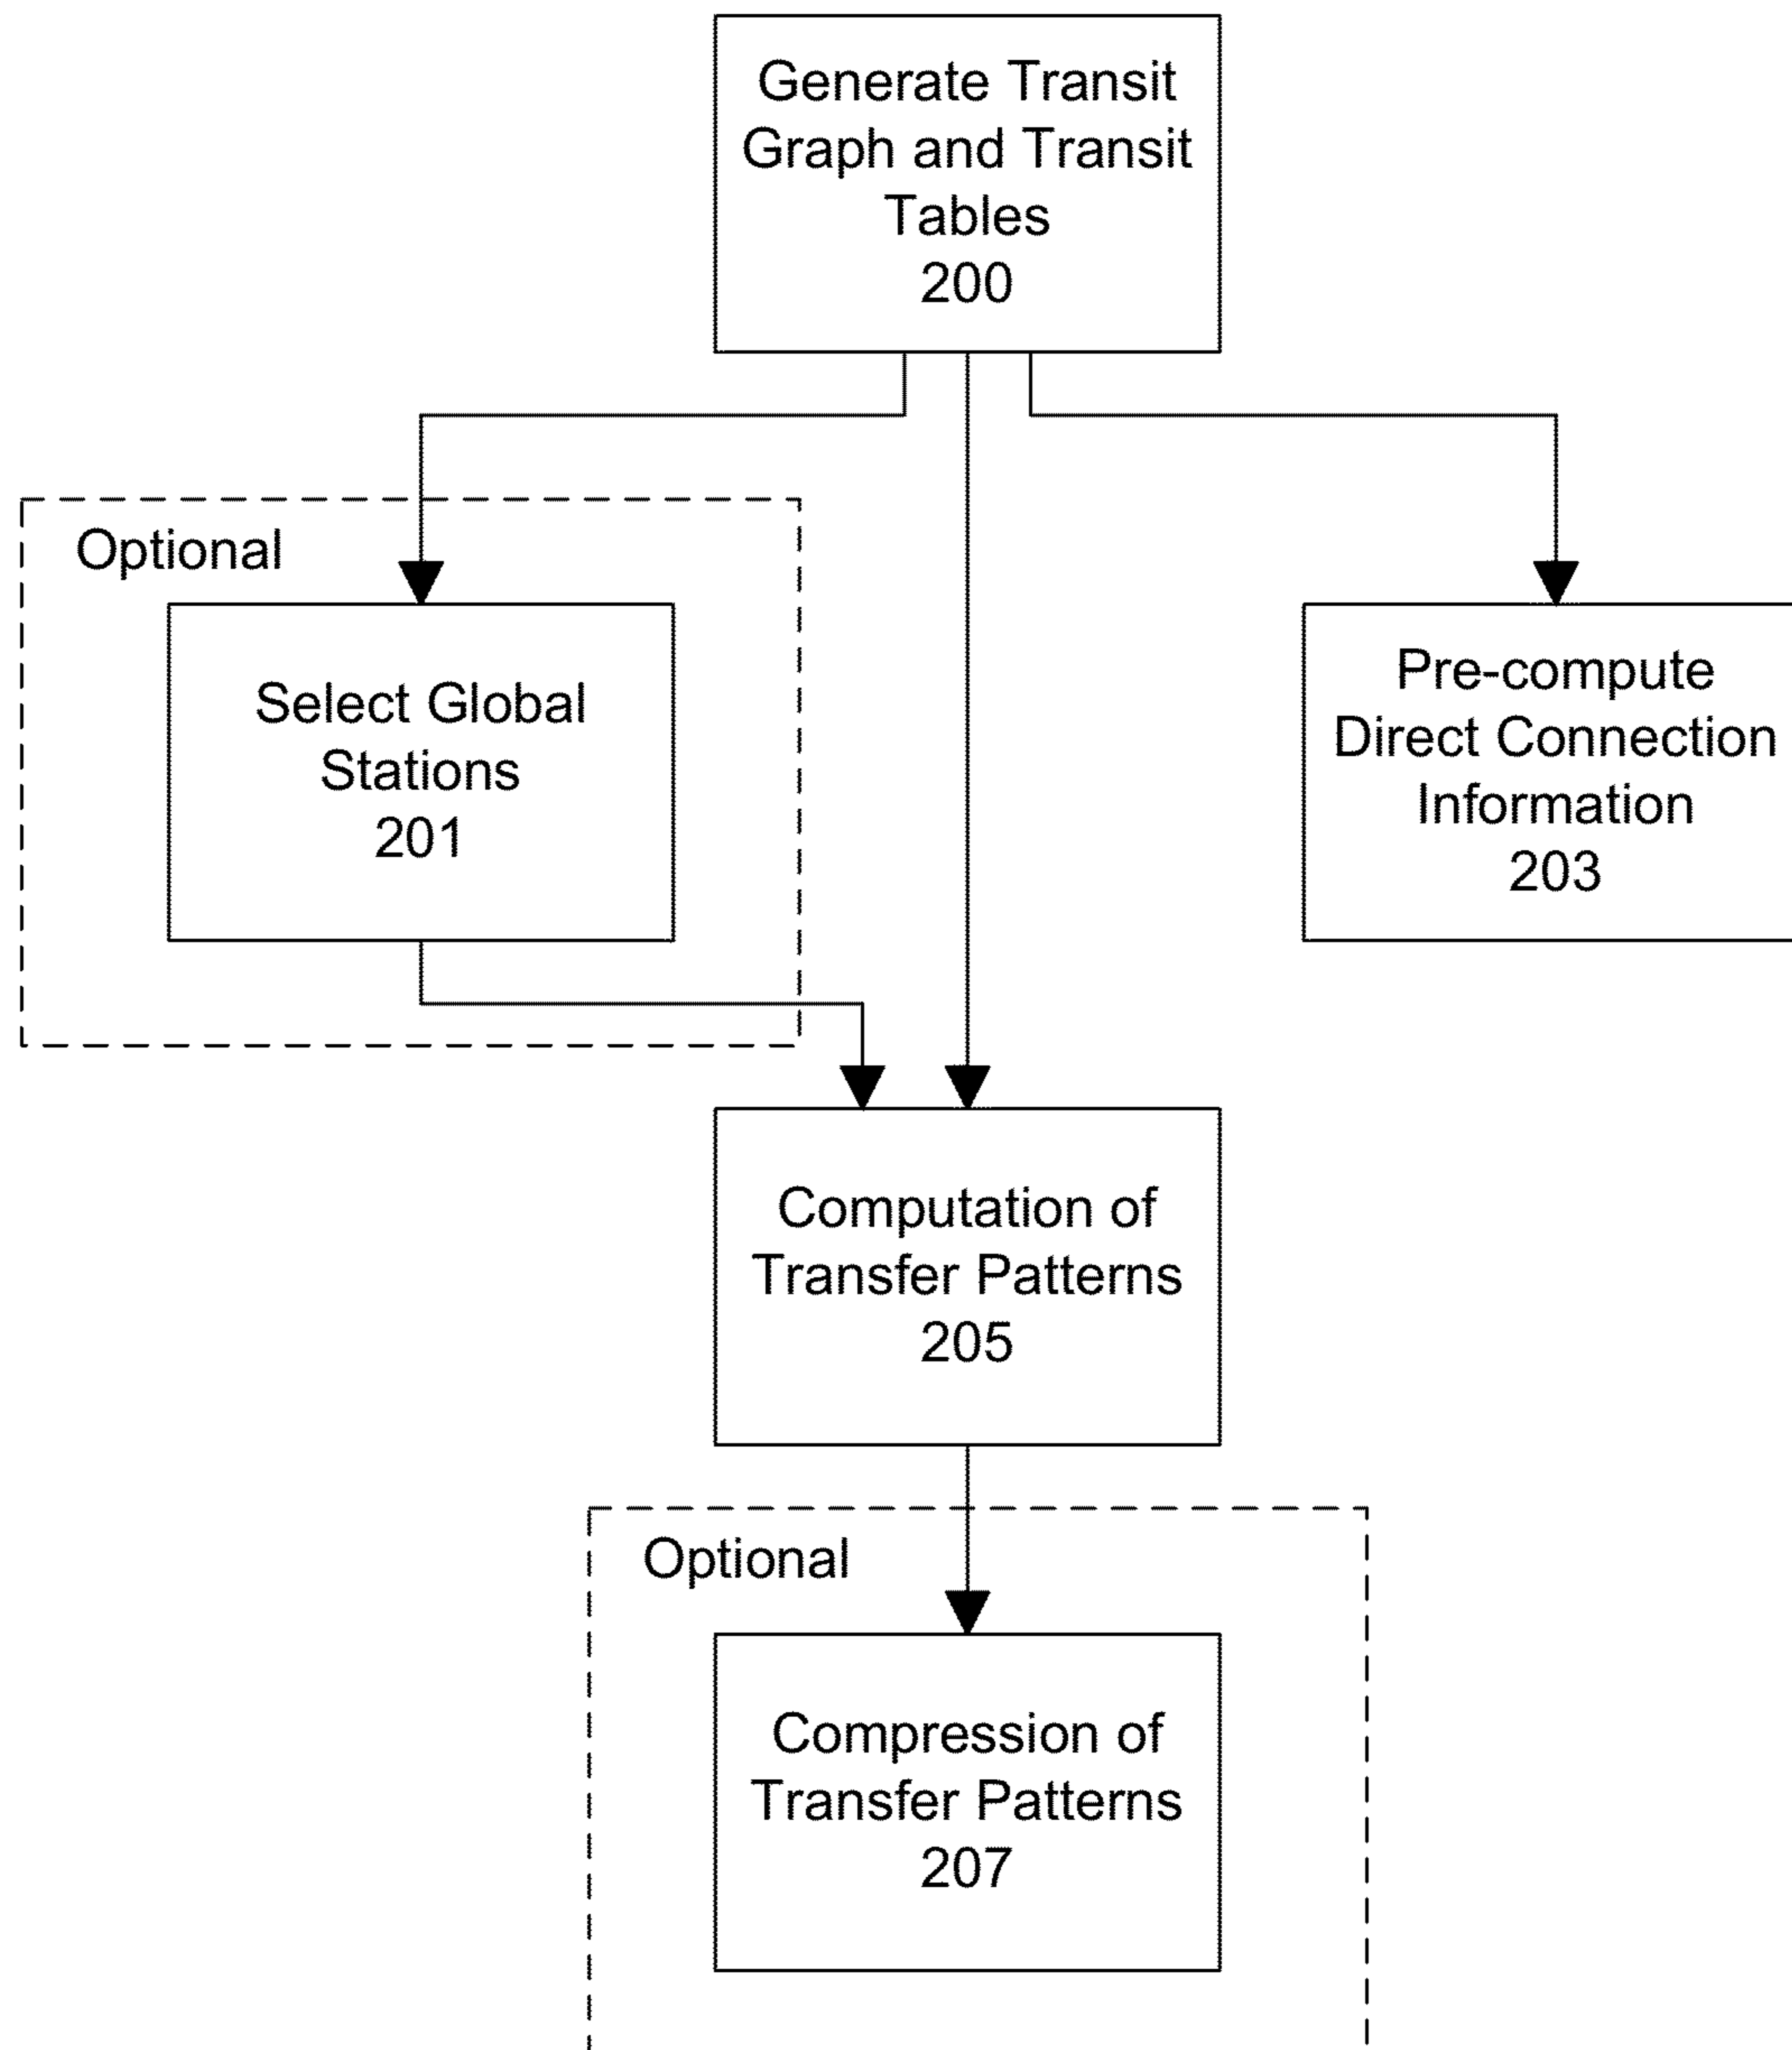 Generate Transit
Graph and Transit
Tables
200
Optional
Select Global
Stations
201
Pre-compute
Direct Connection
Information
203
Computation of
Transfer Patterns
205
Optional
Compression of
Transfer Patterns
207